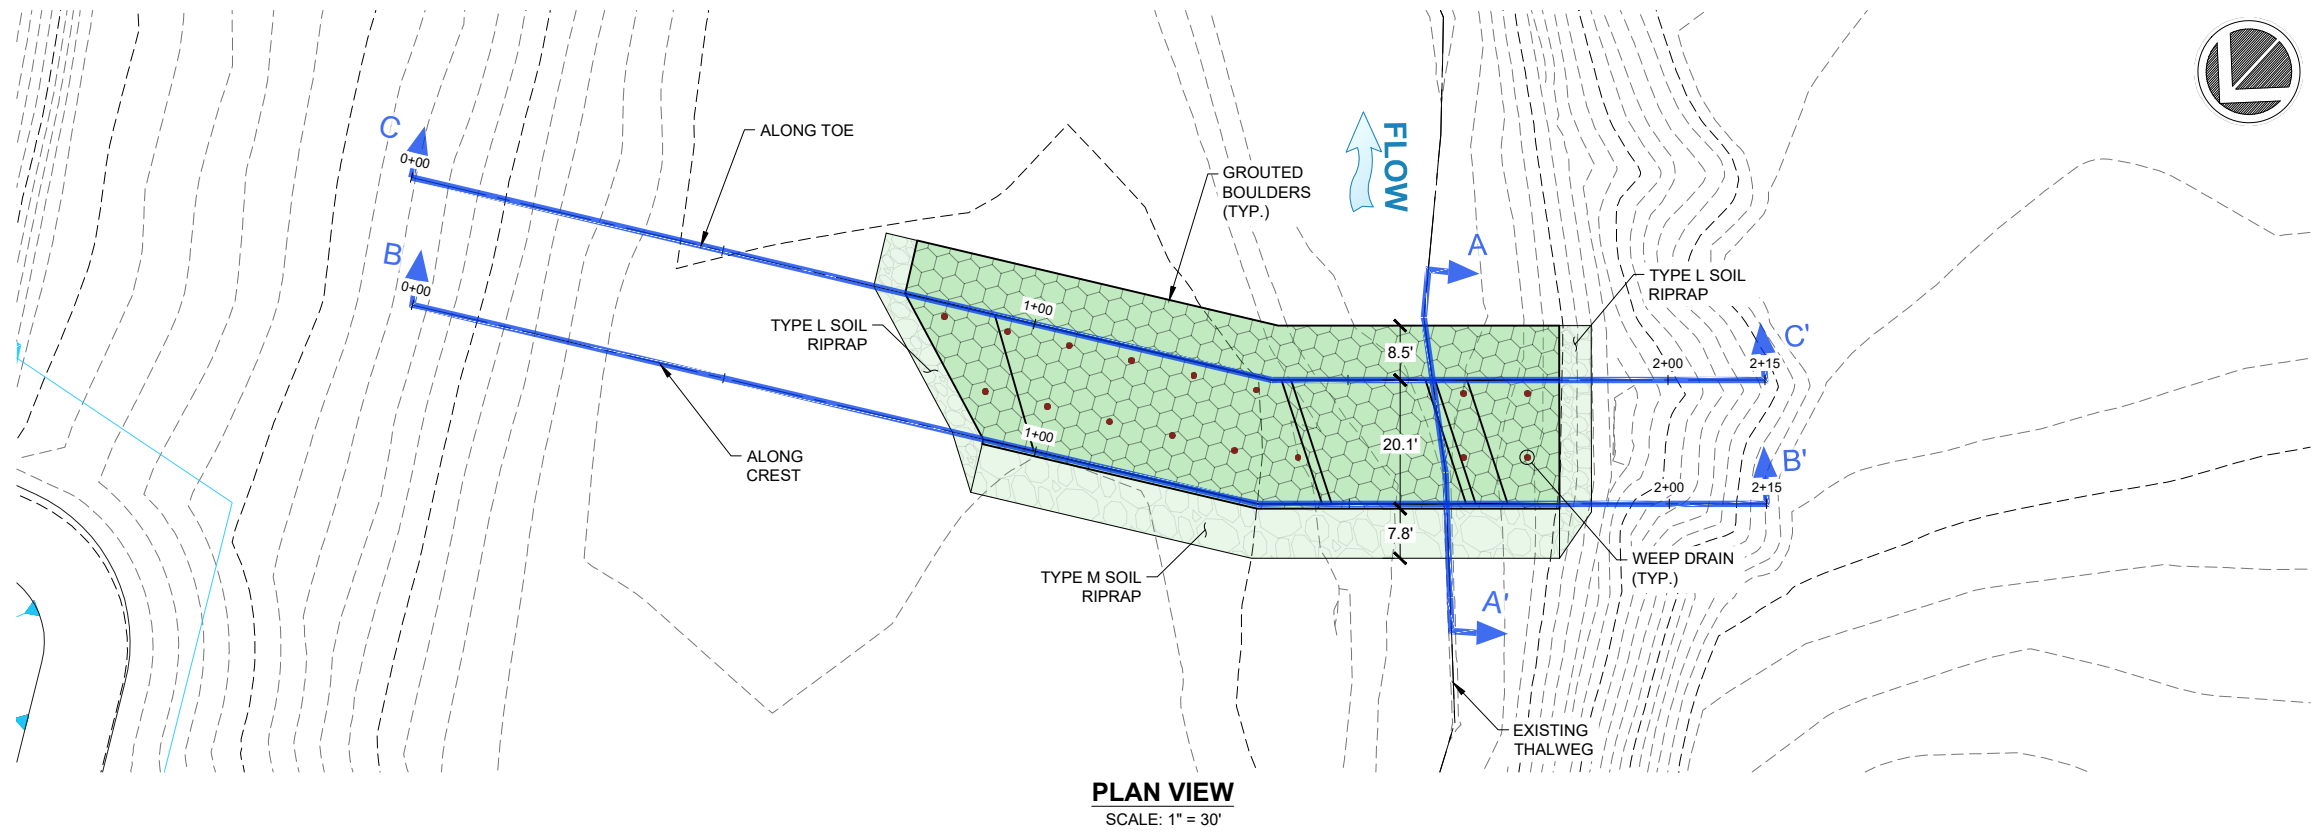 C
0+00
ALONG TOE
B
0+00
GROUTED
BOULDERS
(TYP.)
FLOW
A
TYPE L SOIL
RIPRAP
TYPE L SOIL
RIPRAP
1+00
8.5'
C'
2+00
2+15
1+00
20.1'
ALONG
CREST
B'
2+00
2+15
7.8'
WEEP DRAIN
(TYP.)
TYPE M SOIL
RIPRAP
A'
EXISTING
THALWEG
PLAN VIEW
SCALE: 1" = 30'